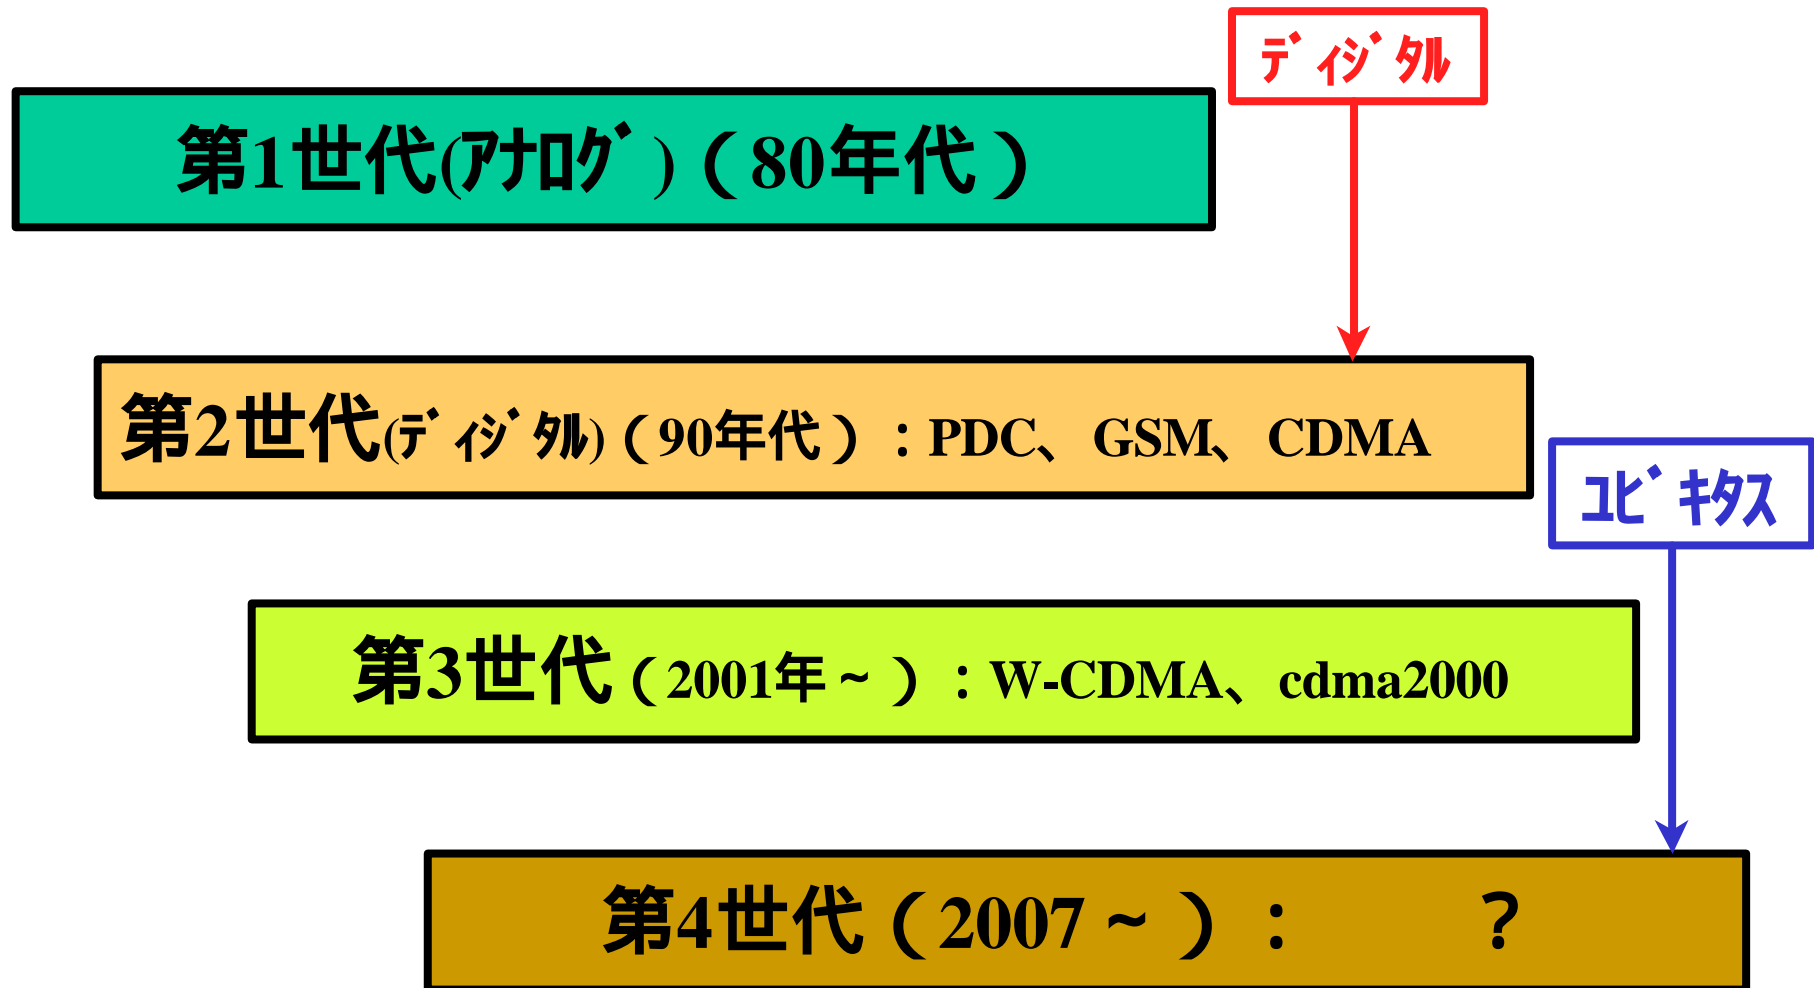 ﾃﾞｨｼﾞﾀﾙ
第1世代(ｱﾅﾛｸﾞ)（80年代）
第2世代(ﾃﾞｨｼﾞﾀﾙ)（90年代）：PDC、GSM、CDMA
ﾕﾋﾞｷﾀｽ
第3世代（2001年~）：W-CDMA、cdma2000
第4世代（2007~）：　　？